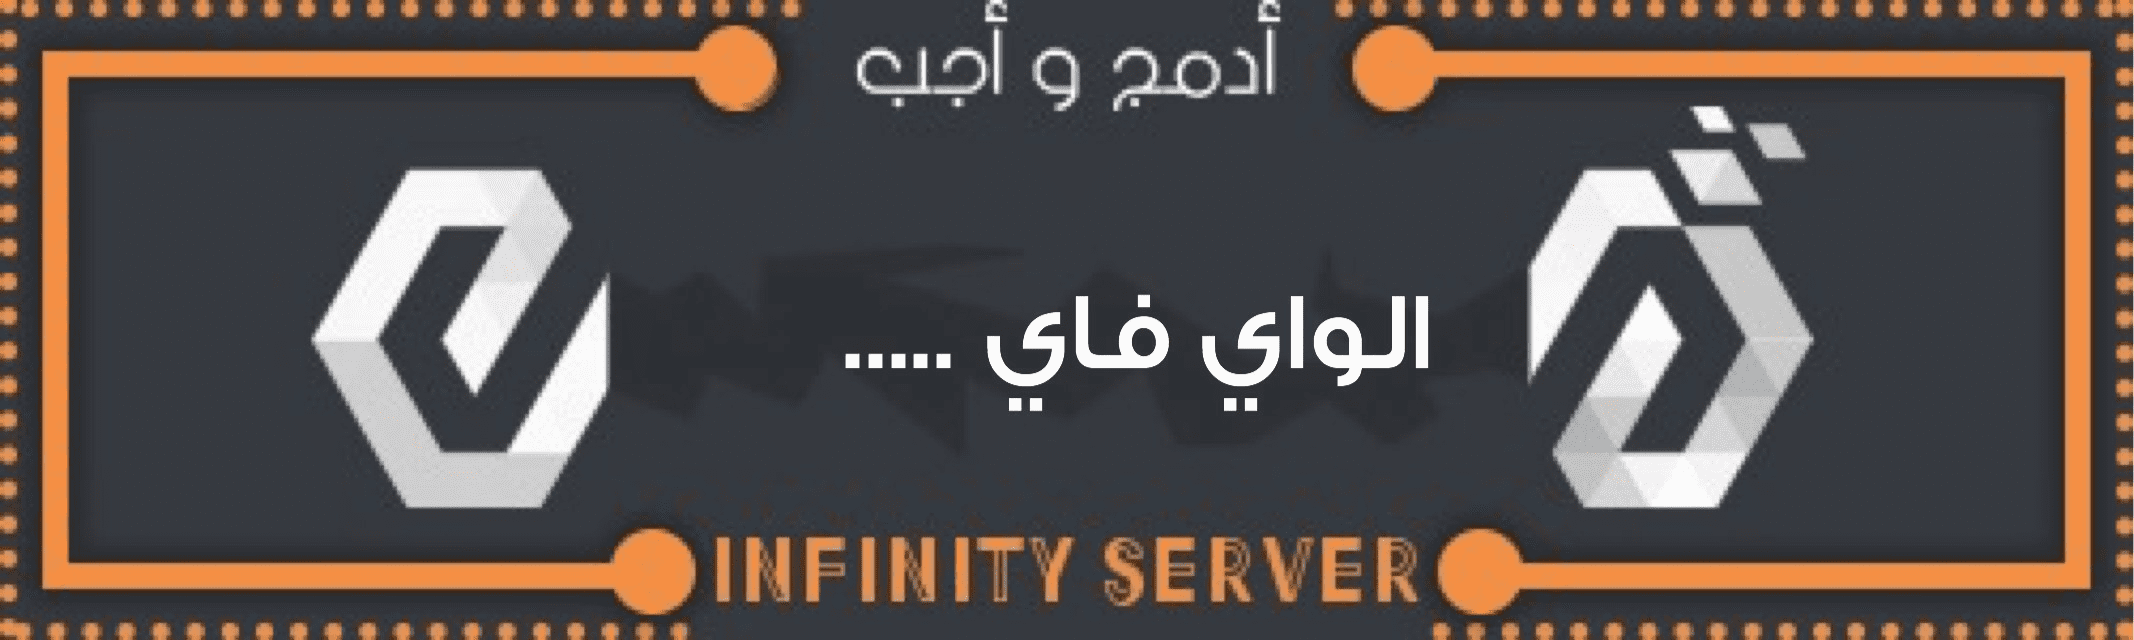 أدمج و أجب
الواي فاي .....
INFINITY SERVER